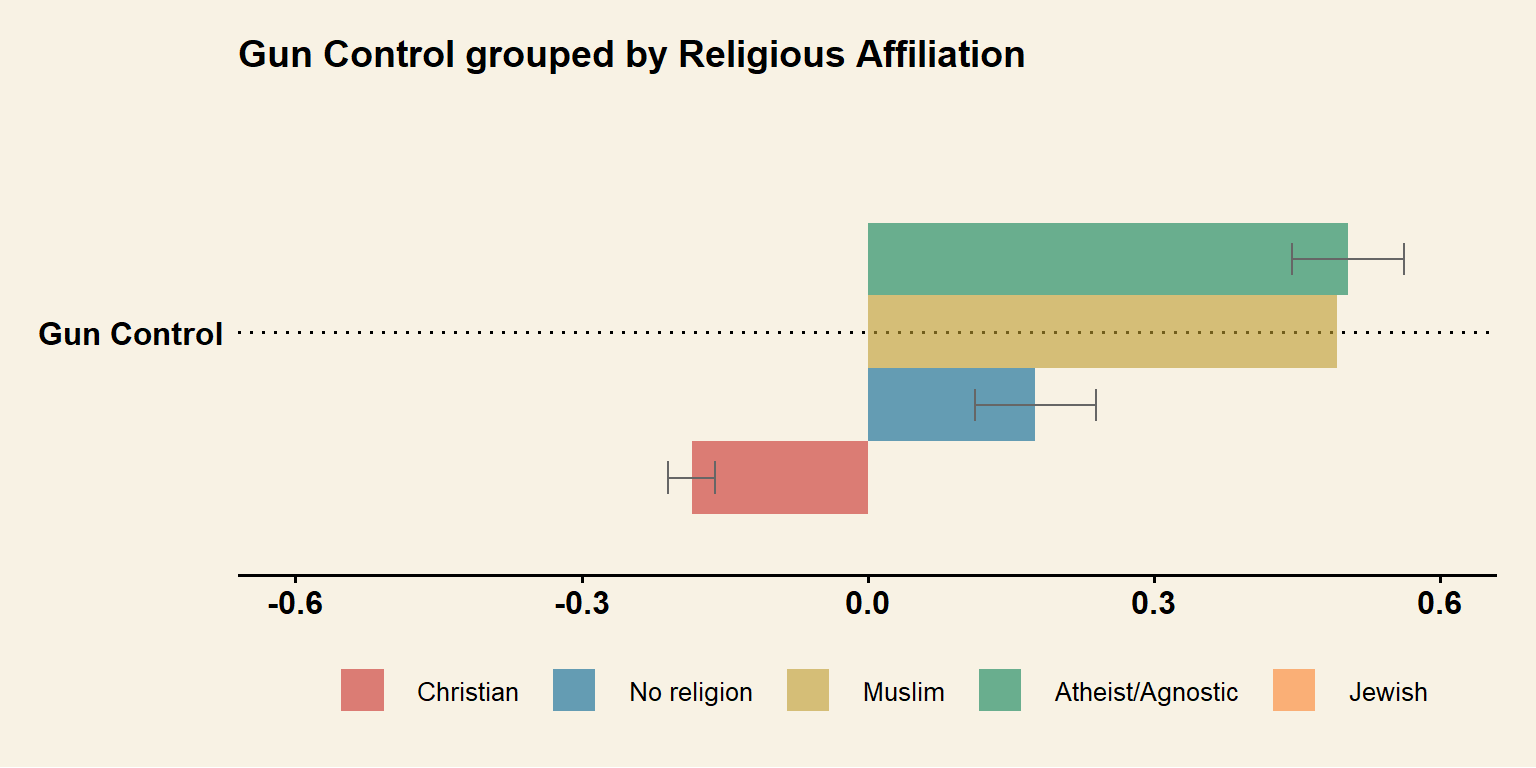 Gun Control grouped by Religious Affiliation
Gun Control
-0.6 -0.3 0.0 0.3 0.6
Christian No religion Muslim Atheist/Agnostic Jewish